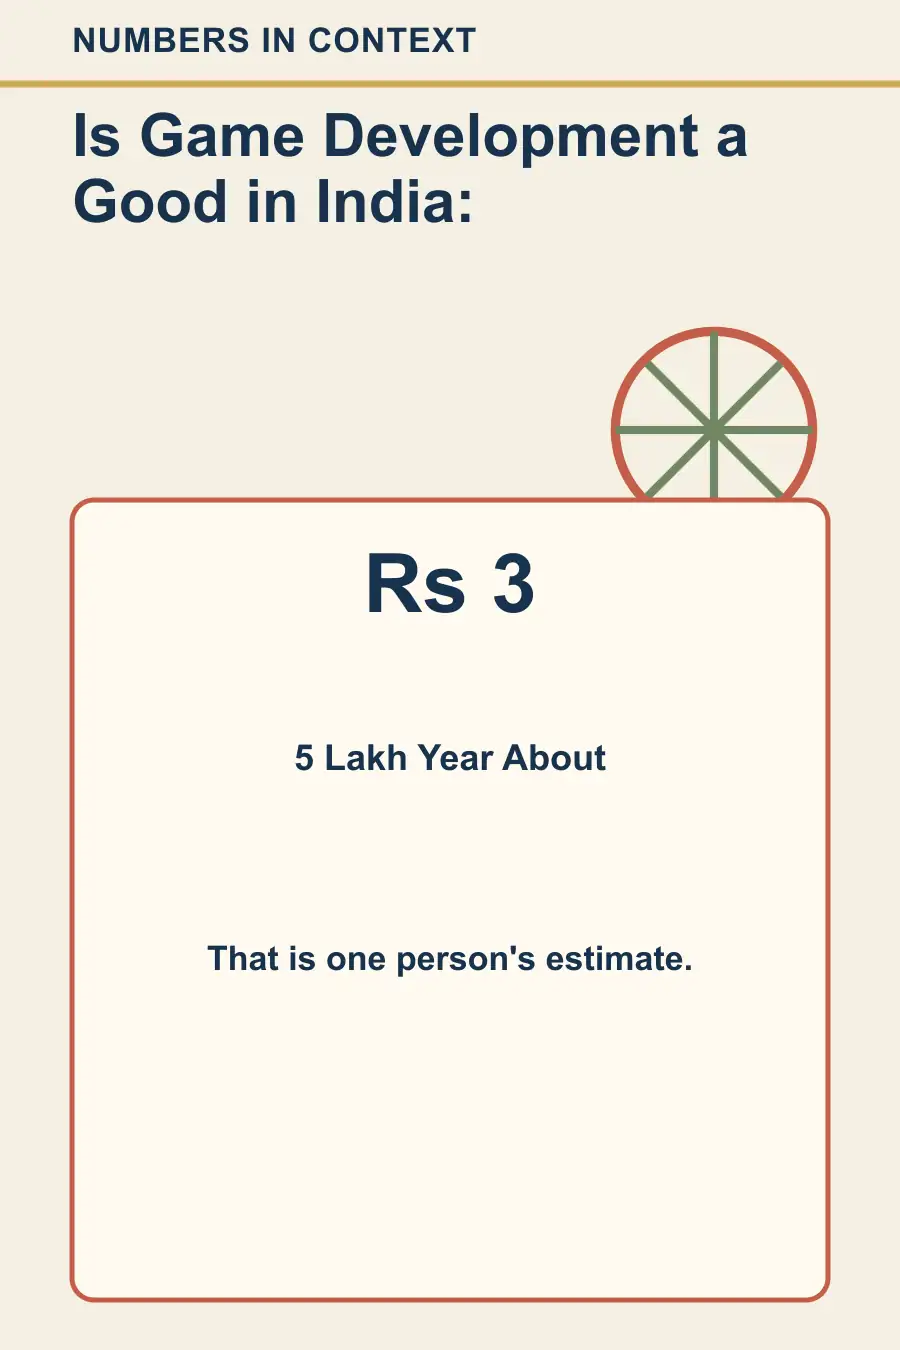 NUMBERS IN CONTEXT
Is Game Development a
Good in India:
Rs 3
5 Lakh Year About
That is one person's estimate.